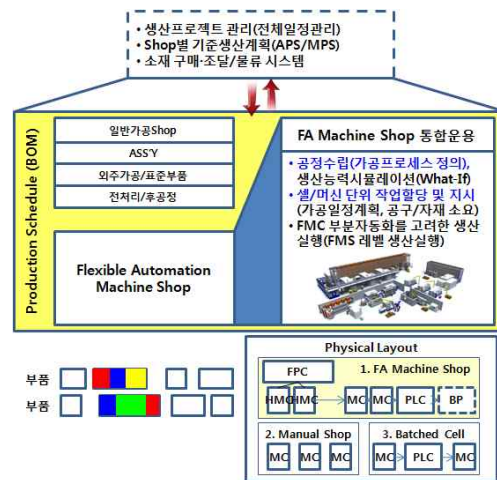 • 생산프로젝트 관리(전체일정관리)
• Shop별 기준생산계획(APS/MPS)
• 소재 구매·조달/물류 시스템
Production Schedule (BOM)
일반가공Shop
ASS'Y
외주가공/표준부품
전처리/후공정
Flexible Automation
Machine Shop
FA Machine Shop 통합운용
• 공정수립(가공프로세스 정의),
생산능력시뮬레이션(What-If)
• 셀/머신 단위 작업할당 및 지시
(가공일정계획, 공구/자재 소요)
• FMC 부분자동화를 고려한 생산
실행(FMS 레벨 생산실행)
부품
부품
Physical Layout
1. FA Machine Shop
FPC
HMC HMC MC MC PLC BP
2. Manual Shop
MC MC MC
3. Batched Cell
MC PLC MC